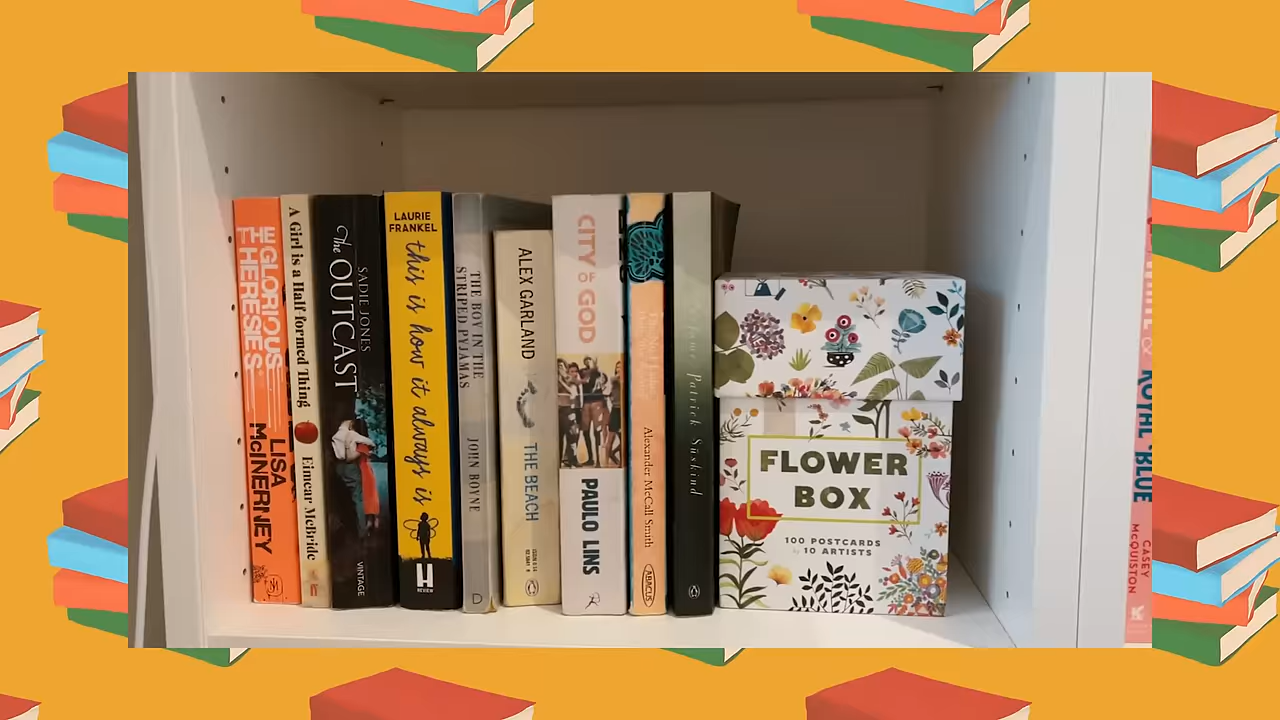 THE
GLORIOUS
HERESIES
LISA
McINERNEY
A Girl is a Half-formed Thing
Eimear McBride
SADIE JONES
The OUTCAST
VINTAGE
LAURIE
FRANKEL
this is how it always is
H
REVIEW
THE BOY IN THE
STRIPED PYJAMAS
JOHN BOYNE
ALEX GARLAND
THE BEACH
CITY OF GOD
PAULO LINS
Alexander McCall Smith
ABACUS
Patrick Süskind
FLOWER
BOX
100 POSTCARDS
by 10 ARTISTS
ROYAL BLUE
CASEY
McQUISTON